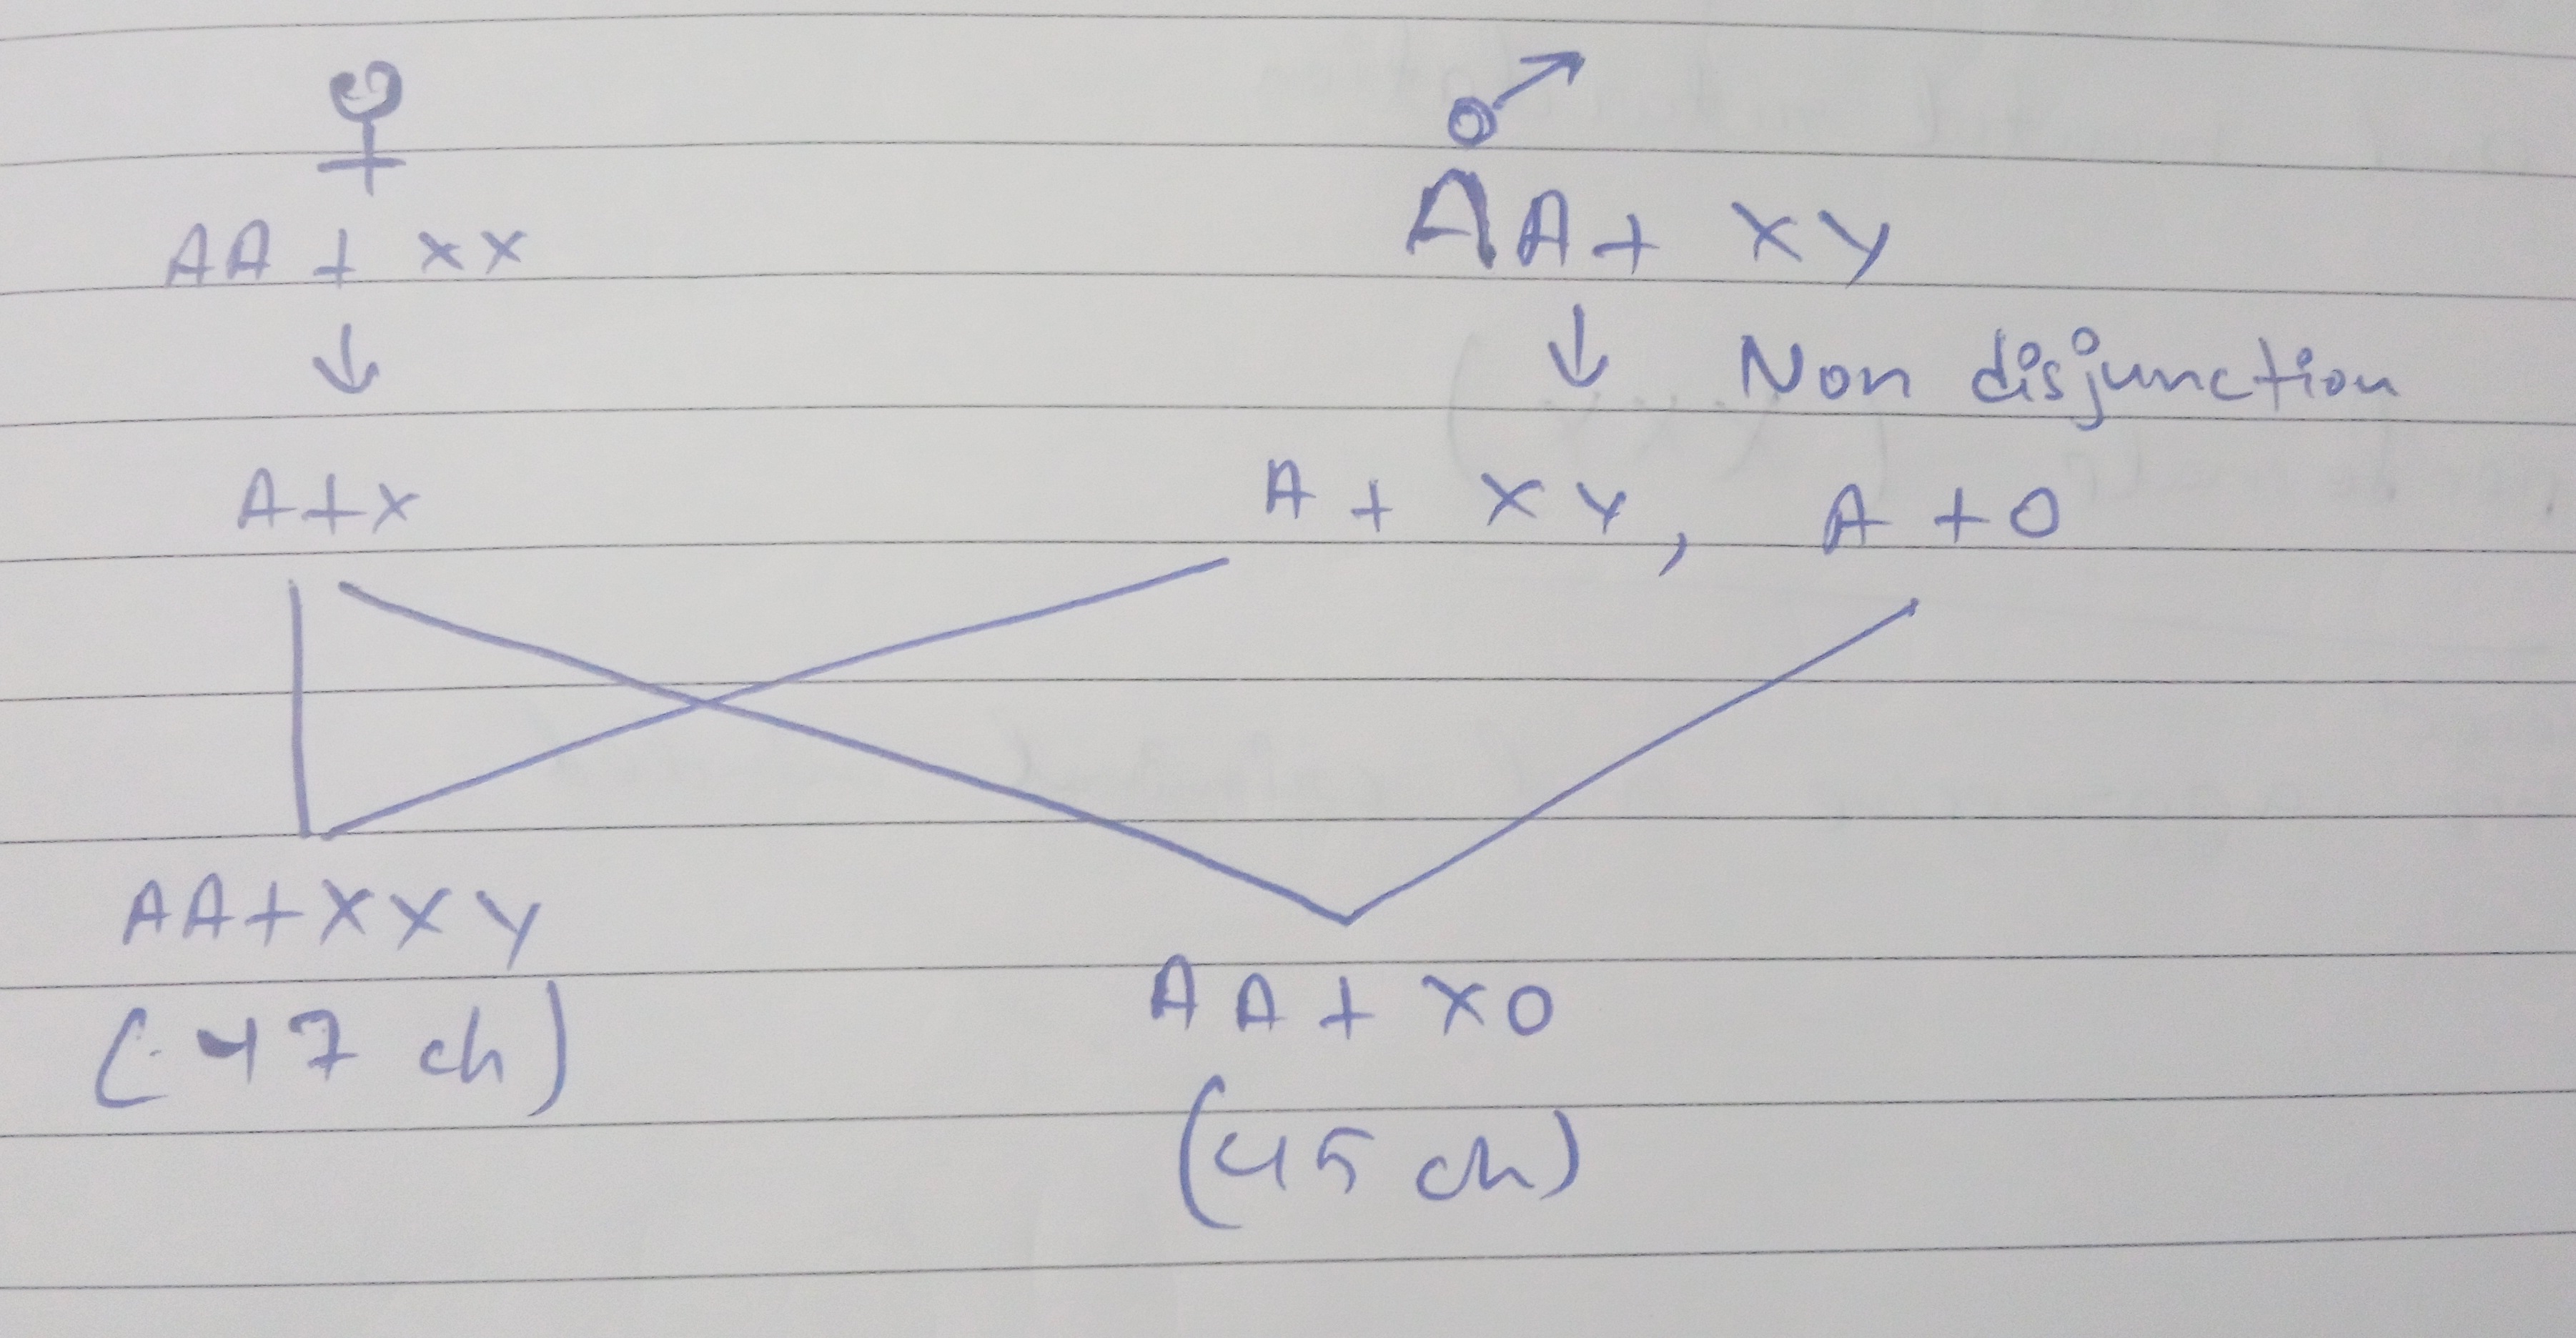 ♀ ♂
AA + XX AA + XY
↓ ↓ Non disjunction
A + X A + XY, A + O
AA + XXY
AA + XO
(47 ch)
(45 ch)